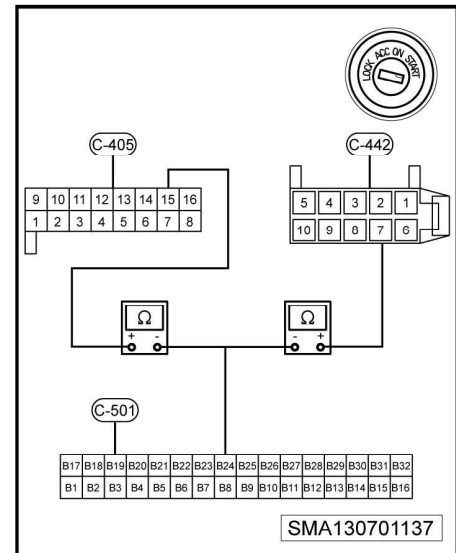 LOCK ACC ON START
C-405
C-442
9 10 11 12 13 14 15 16
1 2 3 4 5 6 7 8
5 4 3 2 1
10 9 8 7 6
Ω
+ -
Ω
- +
C-501
B17 B18 B19 B20 B21 B22 B23 B24 B25 B26 B27 B28 B29 B30 B31 B32
B1 B2 B3 B4 B5 B6 B7 B8 B9 B10 B11 B12 B13 B14 B15 B16
SMA130701137